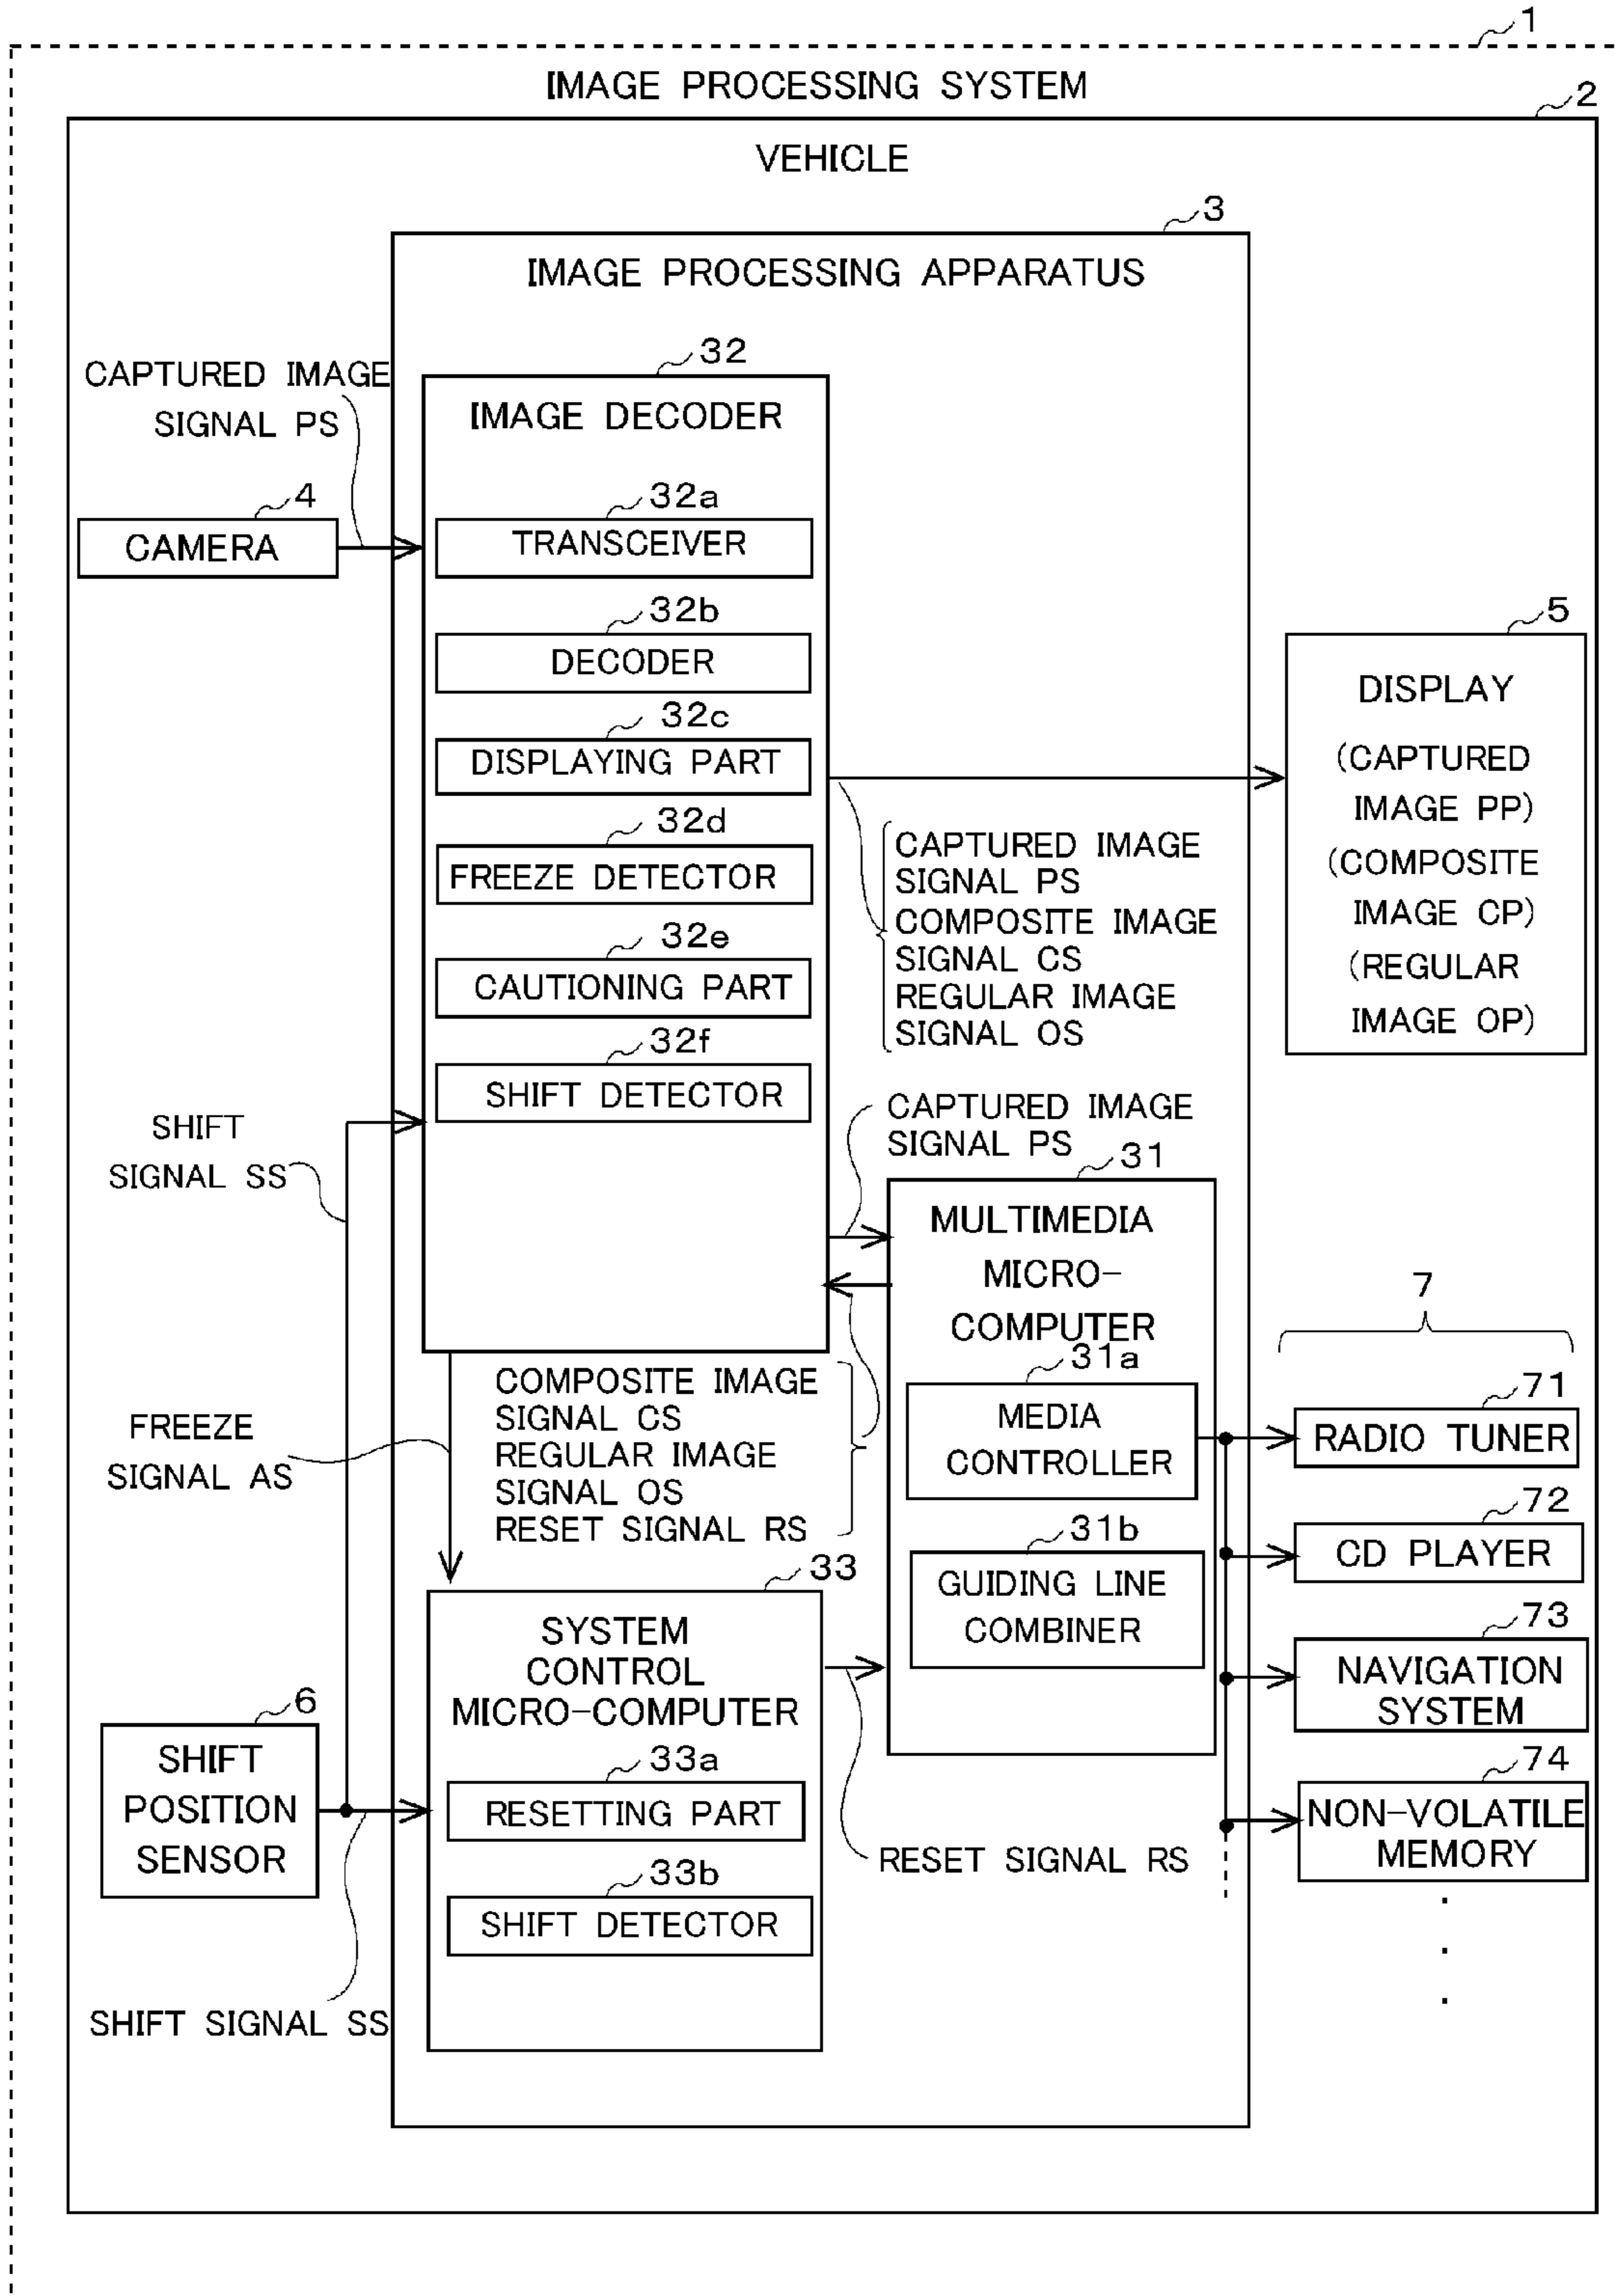 1
IMAGE PROCESSING SYSTEM
2
VEHICLE
3
IMAGE PROCESSING APPARATUS
32
IMAGE DECODER
CAPTURED IMAGE
SIGNAL PS
4
CAMERA
32a
TRANSCEIVER
32b
DECODER
32c
DISPLAYING PART
32d
FREEZE DETECTOR
32e
CAUTIONING PART
32f
SHIFT DETECTOR
5
DISPLAY
(CAPTURED
IMAGE PP)
(COMPOSITE
IMAGE CP)
(REGULAR
IMAGE OP)
CAPTURED IMAGE
SIGNAL PS
COMPOSITE IMAGE
SIGNAL CS
REGULAR IMAGE
SIGNAL OS
SHIFT
SIGNAL SS
CAPTURED IMAGE
SIGNAL PS
31
MULTIMEDIA
MICRO-
COMPUTER
31a
MEDIA
CONTROLLER
31b
GUIDING LINE
COMBINER
7
71
RADIO TUNER
72
CD PLAYER
73
NAVIGATION
SYSTEM
74
NON-VOLATILE
MEMORY
FREEZE
SIGNAL AS
COMPOSITE IMAGE
SIGNAL CS
REGULAR IMAGE
SIGNAL OS
RESET SIGNAL RS
33
SYSTEM
CONTROL
MICRO-COMPUTER
33a
RESETTING PART
33b
SHIFT DETECTOR
6
SHIFT
POSITION
SENSOR
RESET SIGNAL RS
SHIFT SIGNAL SS